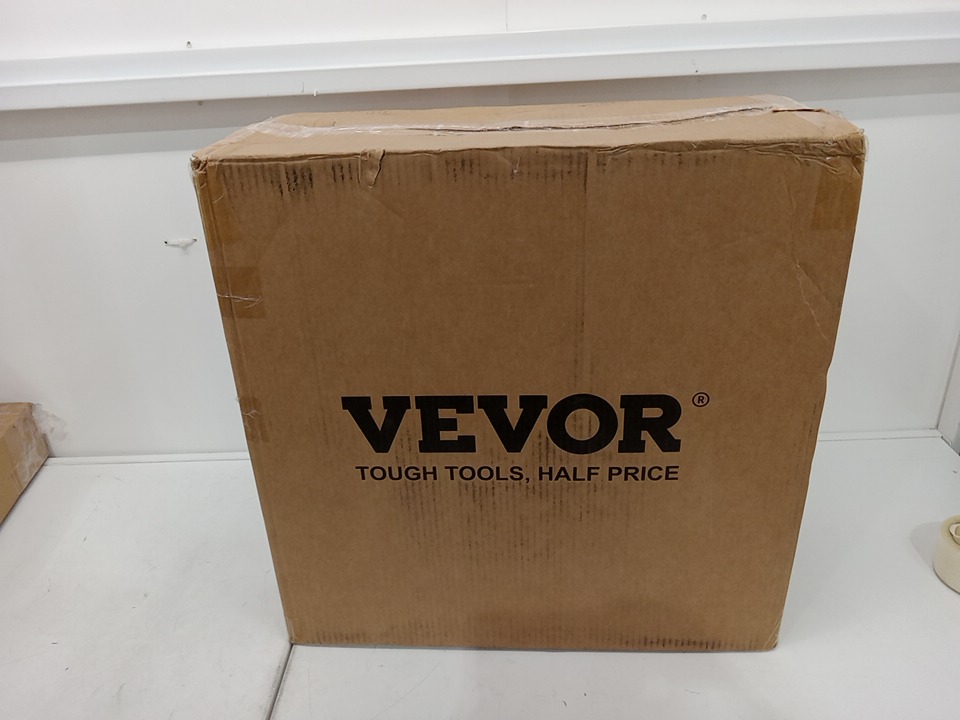 VEVOR®
TOUGH TOOLS, HALF PRICE